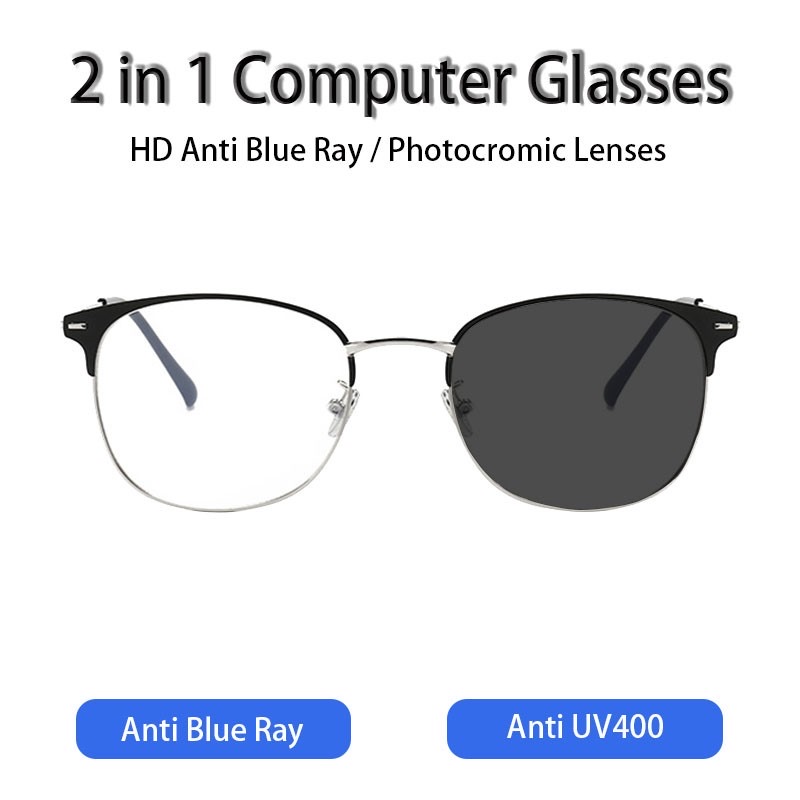 2 in 1 Computer Glasses
HD Anti Blue Ray / Photocromic Lenses
Anti Blue Ray
Anti UV400